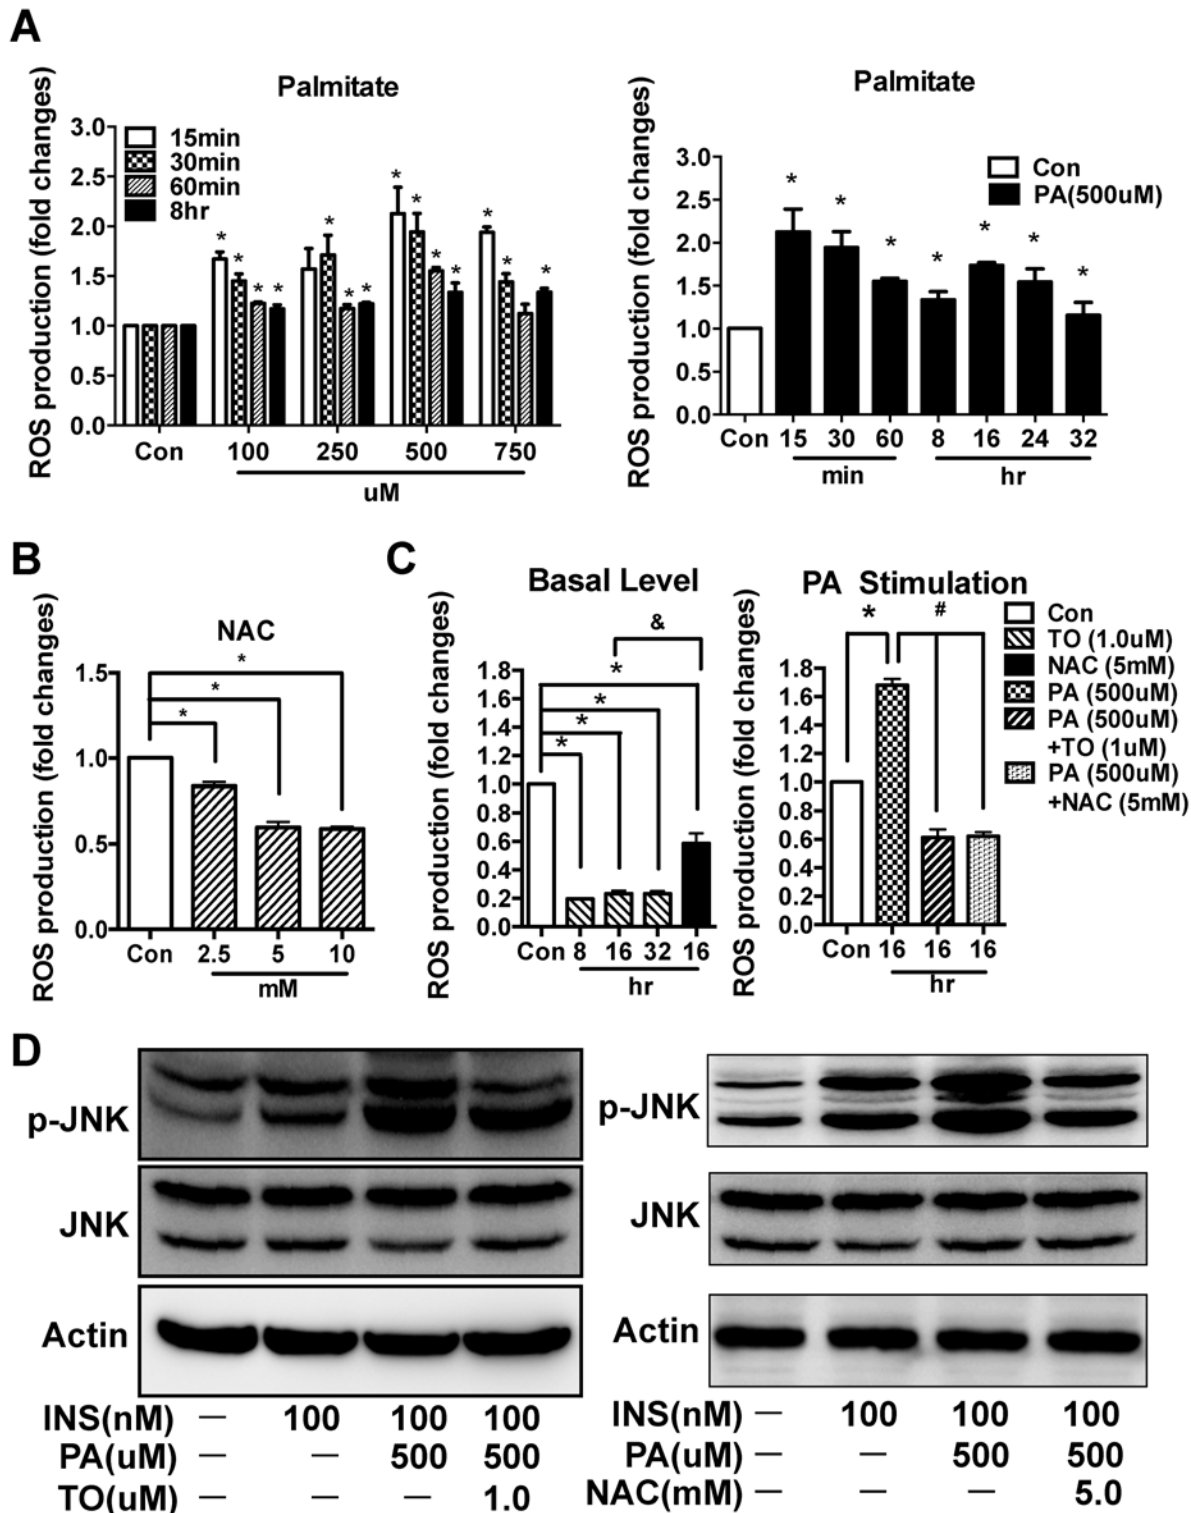 A
Palmitate
ROS production (fold changes)
3.0
2.5
2.0
1.5
1.0
0.5
0.0
15min
30min
60min
8hr
* * * * * * * * * * * * * *
Con 100 250 500 750
uM
Palmitate
ROS production (fold changes)
3.0
2.5
2.0
1.5
1.0
0.5
0.0
Con
PA(500uM)
* * * * * * *
Con 15 30 60 8 16 24 32
min hr
B
NAC
ROS production (fold changes)
1.5
1.0
0.5
0.0
*
*
*
Con 2.5 5 10
mM
C
Basal Level
ROS production (fold changes)
1.8
1.6
1.4
1.2
1.0
0.8
0.6
0.4
0.2
0.0
&
*
*
*
*
Con 8 16 32 16
hr
PA Stimulation
ROS production (fold changes)
1.8
1.6
1.4
1.2
1.0
0.8
0.6
0.4
0.2
0.0
* #
Con 16 16 16
hr
Con
TO (1.0uM)
NAC (5mM)
PA (500uM)
PA (500uM)
+TO (1uM)
PA (500uM)
+NAC (5mM)
D
p-JNK
JNK
Actin
INS(nM) — 100 100 100
PA(uM) — — 500 500
TO(uM) — — — 1.0
p-JNK
JNK
Actin
INS(nM) — 100 100 100
PA(uM) — — 500 500
NAC(mM) — — — 5.0